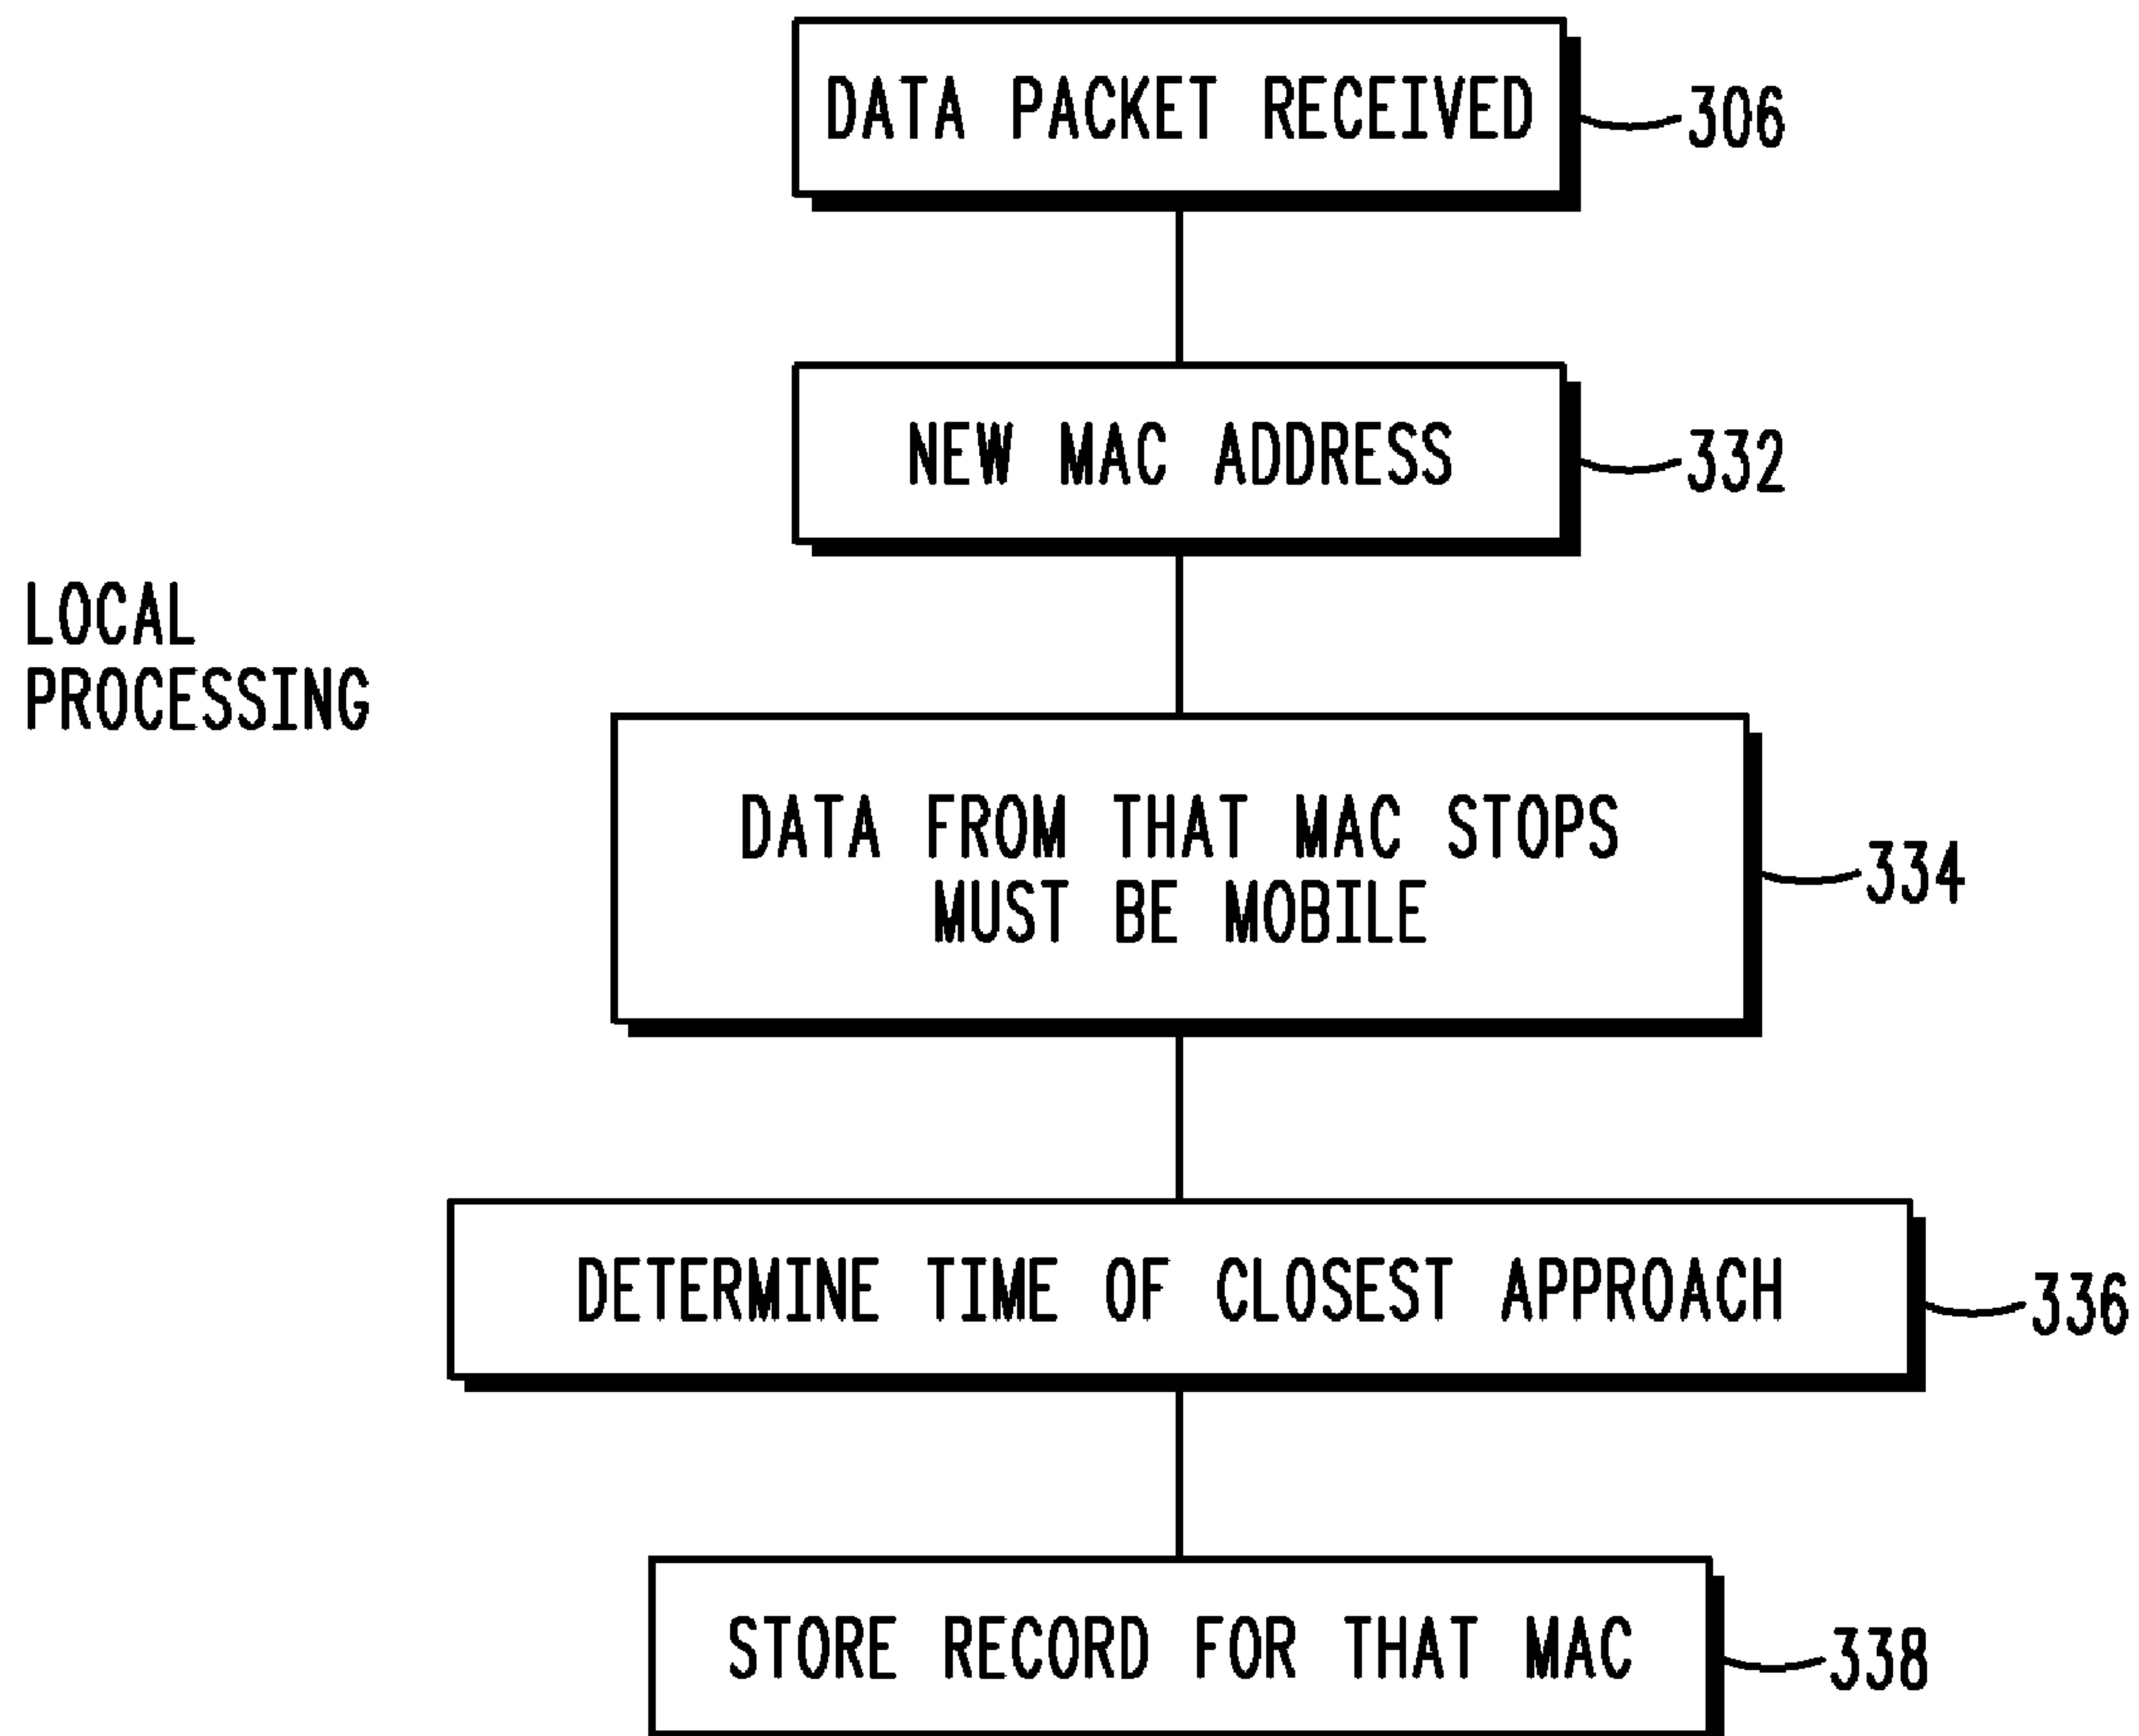 DATA PACKET RECEIVED
306
NEW MAC ADDRESS
332
LOCAL
PROCESSING
DATA FROM THAT MAC STOPS
MUST BE MOBILE
334
DETERMINE TIME OF CLOSEST APPROACH
336
STORE RECORD FOR THAT MAC
338